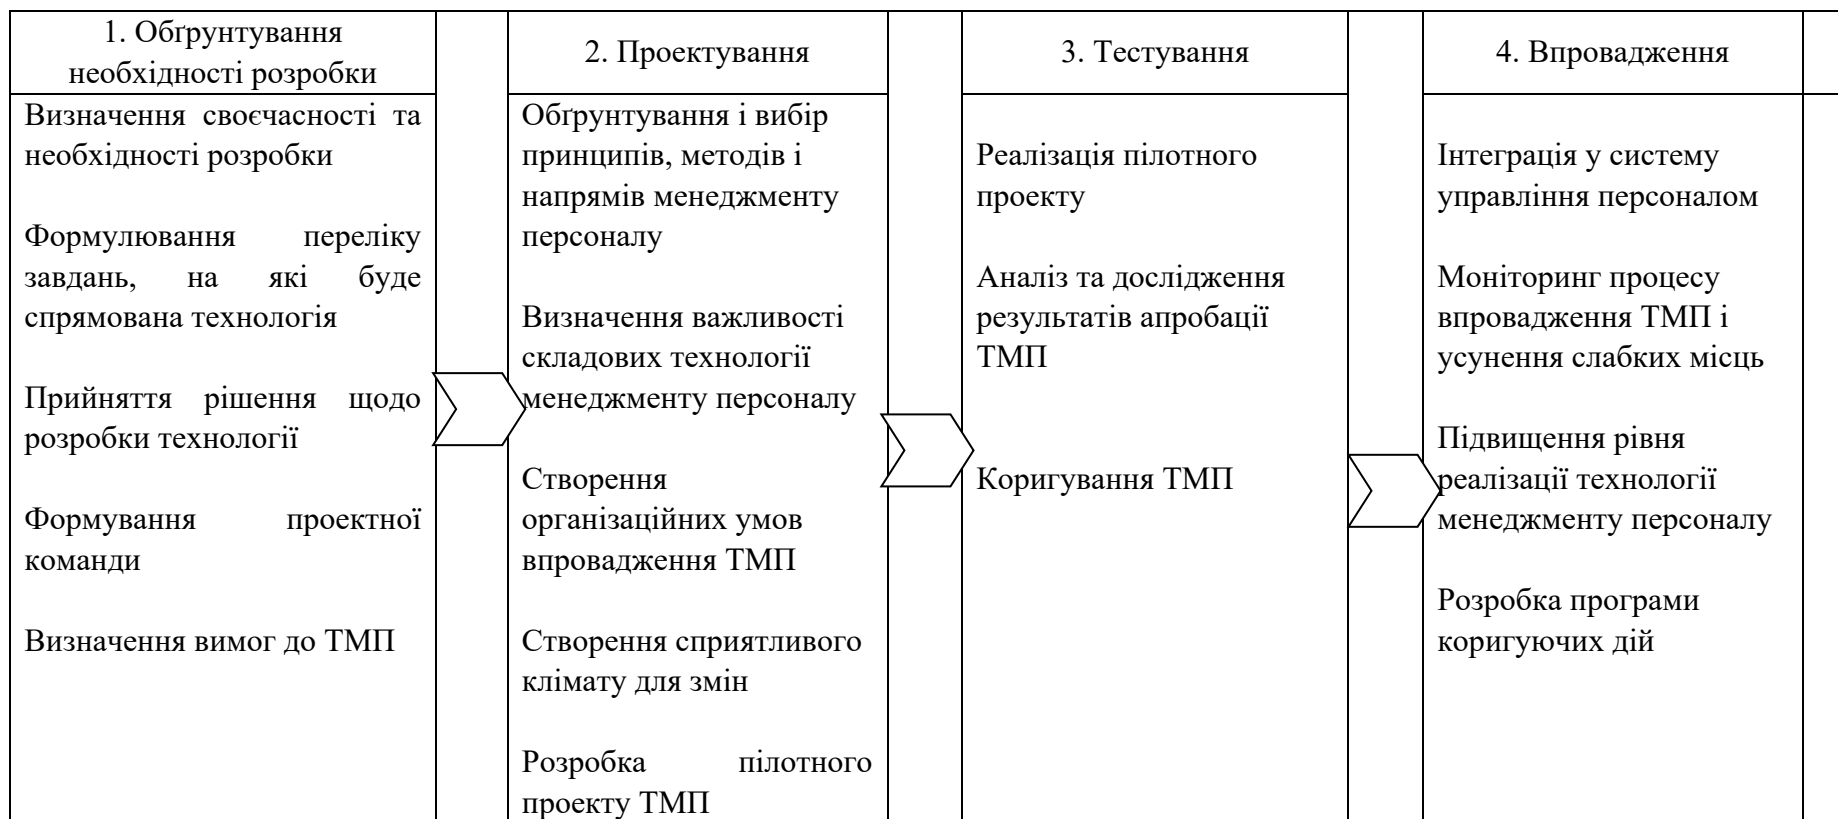 1. Обґрунтування
необхідності розробки
Визначення своєчасності та
необхідності розробки
Формулювання переліку
завдань, на які буде
спрямована технологія
Прийняття рішення щодо
розробки технології
Формування проектної
команди
Визначення вимог до ТМП
2. Проектування
Обґрунтування і вибір
принципів, методів і
напрямів менеджменту
персоналу
Визначення важливості
складових технології
менеджменту персоналу
Створення
організаційних умов
впровадження ТМП
Створення сприятливого
клімату для змін
Розробка пілотного
проекту ТМП
3. Тестування
Реалізація пілотного
проекту
Аналіз та дослідження
результатів апробації
ТМП
Коригування ТМП
4. Впровадження
Інтеграція у систему
управління персоналом
Моніторинг процесу
впровадження ТМП і
усунення слабких місць
Підвищення рівня
реалізації технології
менеджменту персоналу
Розробка програми
коригуючих дій